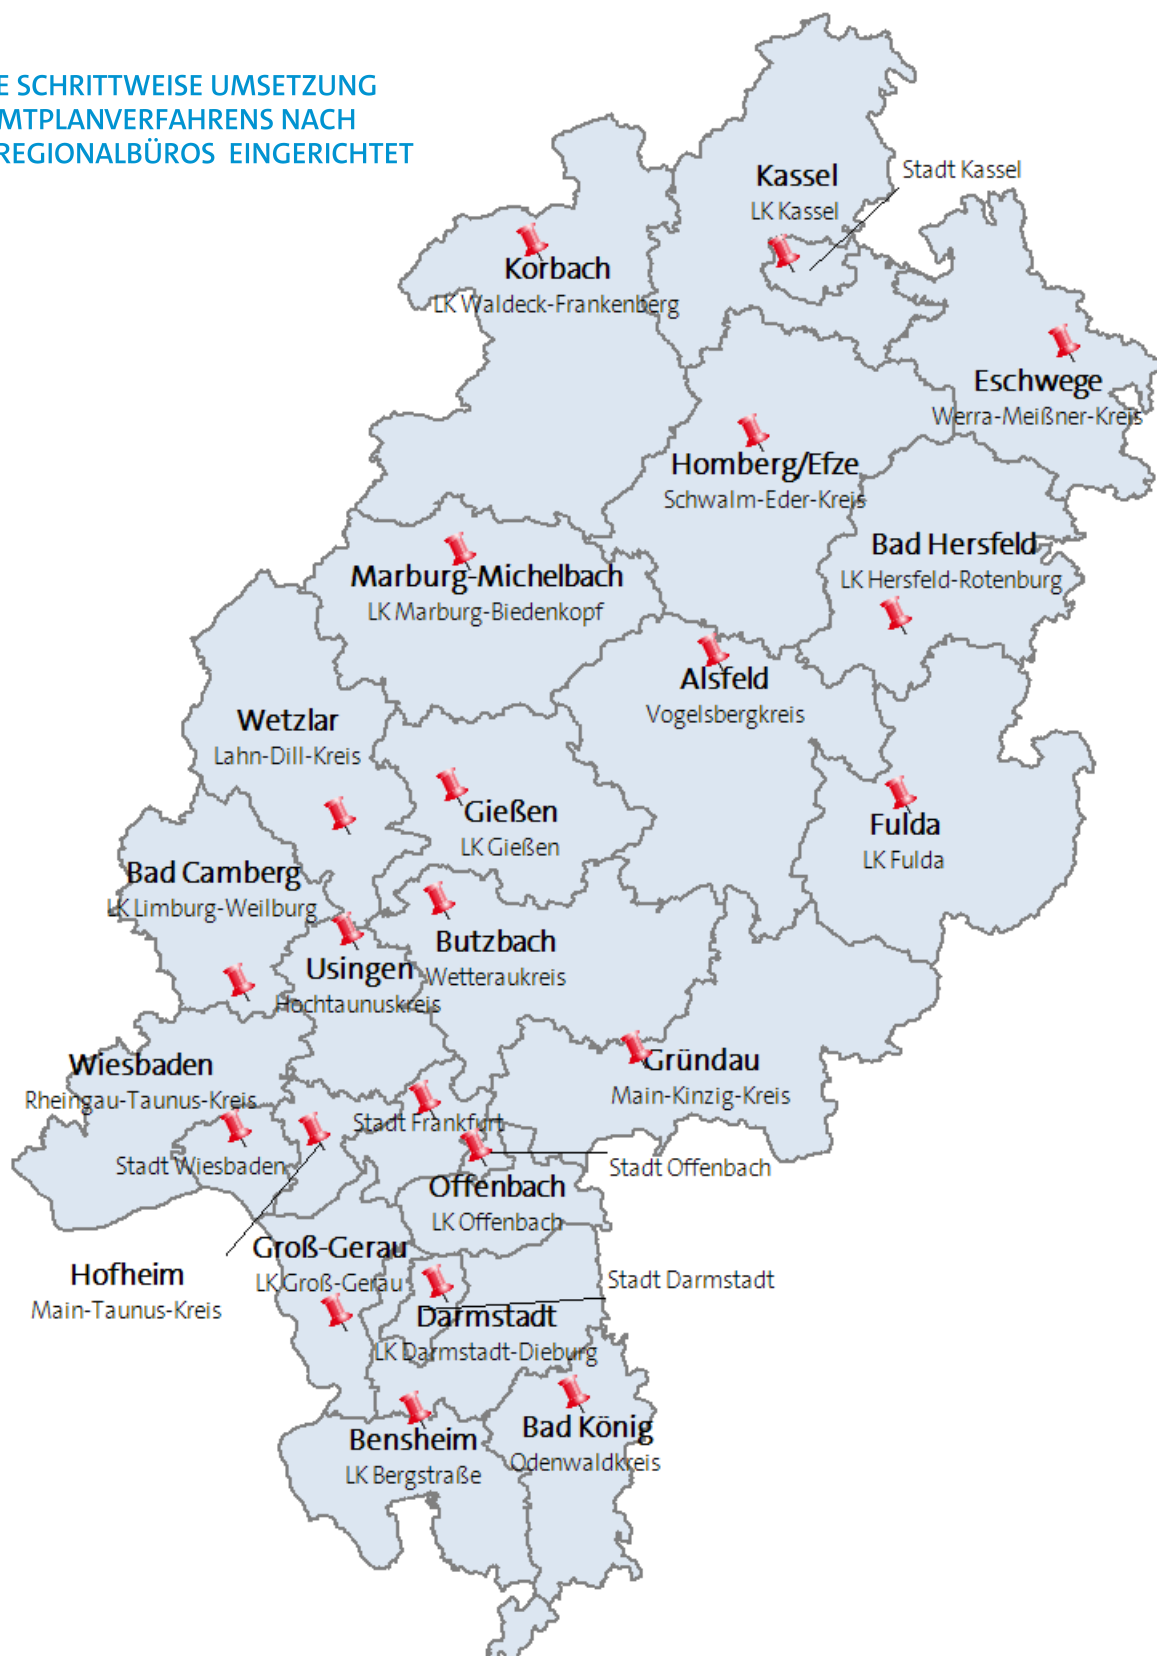 E SCHRITTWEISE UMSETZUNG
MTPLANVERFAHRENS NACH
REGIONALBÜROS EINGERICHTET
Kassel
LK Kassel
Stadt Kassel
Korbach
LK Waldeck-Frankenberg
Eschwege
Werra-Meißner-Kreis
Homberg/Efze
Schwalm-Eder-Kreis
Bad Hersfeld
LK Hersfeld-Rotenburg
Marburg-Michelbach
LK Marburg-Biedenkopf
Alsfeld
Vogelsbergkreis
Wetzlar
Lahn-Dill-Kreis
Gießen
LK Gießen
Fulda
LK Fulda
Bad Camberg
LK Limburg-Weilburg
Butzbach
Wetteraukreis
Usingen
Hochtaunuskreis
Gründau
Main-Kinzig-Kreis
Wiesbaden
Rheingau-Taunus-Kreis
Stadt Frankfurt
Stadt Wiesbaden
Stadt Offenbach
Offenbach
LK Offenbach
Groß-Gerau
LK Groß-Gerau
Hofheim
Main-Taunus-Kreis
Stadt Darmstadt
Darmstadt
LK Darmstadt-Dieburg
Bad König
Odenwaldkreis
Bensheim
LK Bergstraße